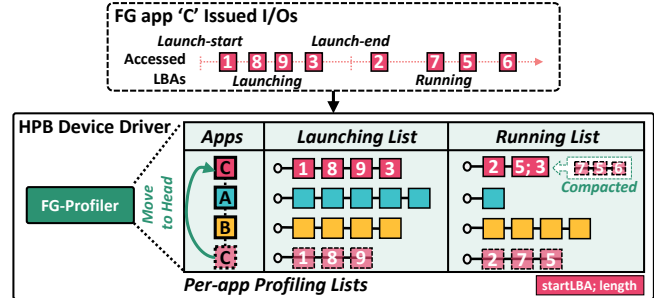 FG app ‘C’ Issued I/Os
Launch-start Launch-end
Accessed LBAs 1 8 9 3 2 7 5 6
Launching Running
HPB Device Driver
Apps Launching List Running List
FG-Profiler
Move to Head
C 1 8 9 3 2 5; 3 7 5 6
Compacted
A
B
C 1 8 9 2 7 5
Per-app Profiling Lists
startLBA; length